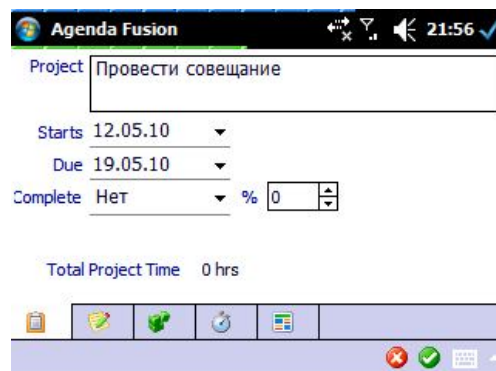 Agenda Fusion 21:56
Project Провести совещание
Starts 12.05.10
Due 19.05.10
Complete Нет % 0
Total Project Time 0 hrs